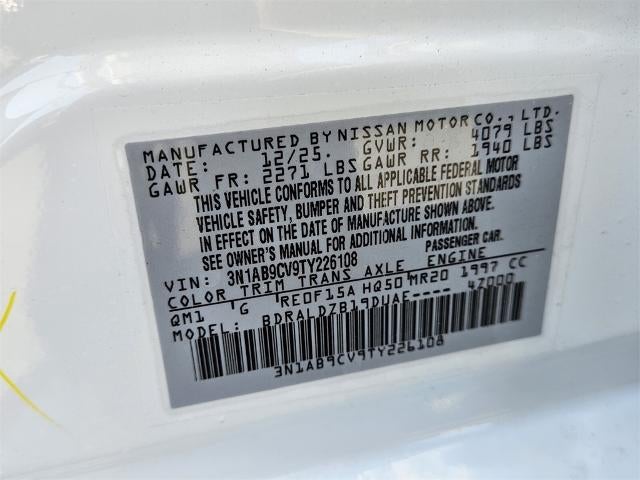 MANUFACTURED BY NISSAN MOTOR CO., LTD.
DATE: 12/25. GVWR: 4079 LBS
GAWR FR: 2271 LBS GAWR RR: 1940 LBS
THIS VEHICLE CONFORMS TO ALL APPLICABLE FEDERAL MOTOR
VEHICLE SAFETY, BUMPER AND THEFT PREVENTION STANDARDS
IN EFFECT ON THE DATE OF MANUFACTURE SHOWN ABOVE.
SEE OWNER'S MANUAL FOR ADDITIONAL INFORMATION.
VIN: 3N1AB9CV9TY226108 PASSENGER CAR.
COLOR TRIM TRANS AXLE ENGINE
QM1 G RE0F15A HQ50 MR20 1997 CC
MODEL: BDRALDZB19DUAE---- 4Z000
3N1AB9CV9TY226108